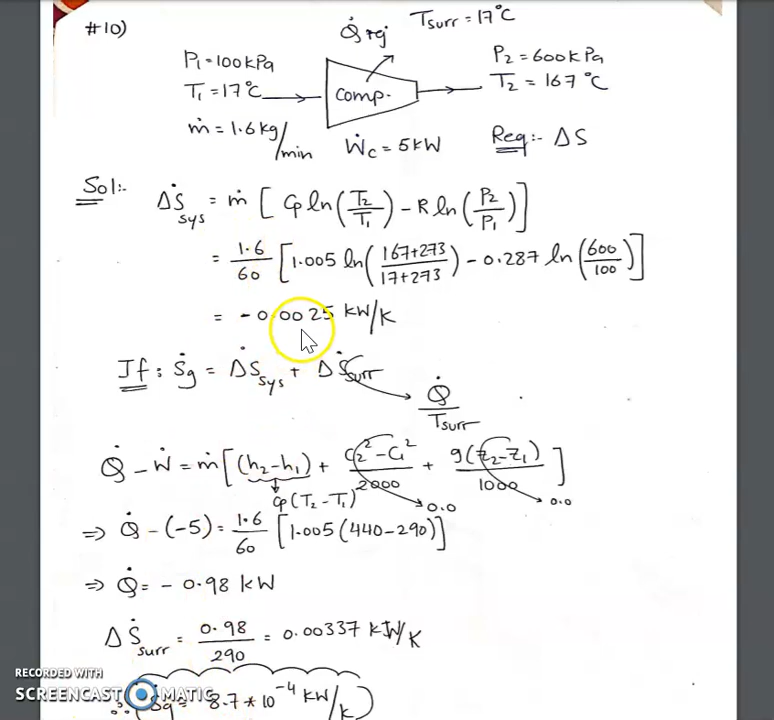 #10)
Q̇ rej
Tsurr = 17°C
P1 = 100 kPa
T1 = 17°C
ṁ = 1.6 kg/min
Comp.
Ẇc = 5 kW
P2 = 600 kPa
T2 = 167 °C
Req:- ΔS
Sol:-
ΔṠsys = ṁ [ Cp ln (T2/T1) - R ln (P2/P1) ]
= 1.6/60 [ 1.005 ln ( 167+273 / 17+273 ) - 0.287 ln ( 600/100 ) ]
= -0.0025 kW/K
If : Ṡg = ΔṠsys + ΔṠsurr
Q̇/Tsurr
Q̇ - Ẇ = ṁ [ (h2-h1) + C2² - C1² / 2000 + g(Z2-Z1) / 1000 ]
Cp(T2-T1) 0.0 0.0
⇒ Q̇ - (-5) = 1.6/60 [ 1.005 (440-290) ]
⇒ Q̇ = - 0.98 kW
ΔṠsurr = 0.98/290 = 0.00337 kW/K
∴ (Ṡg = 8.7 * 10⁻⁴ kW/K)
RECORDED WITH
SCREENCAST MATIC